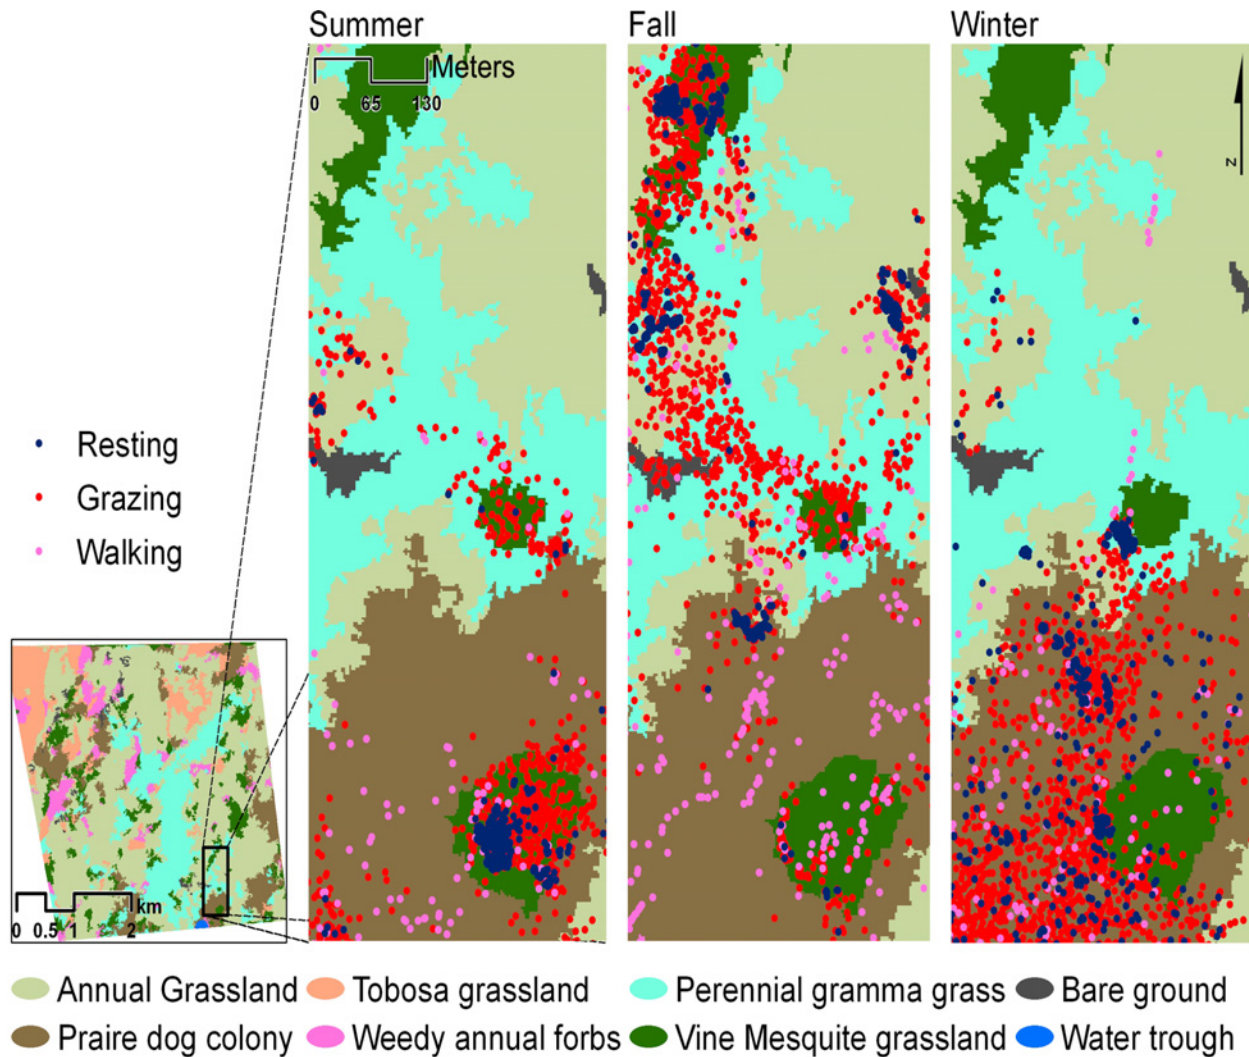 Summer
Fall
Winter
Meters
0 65 130
z
Resting
Grazing
Walking
km
0 0.5 1 2
Annual Grassland
Tobosa grassland
Perennial gramma grass
Bare ground
Praire dog colony
Weedy annual forbs
Vine Mesquite grassland
Water trough